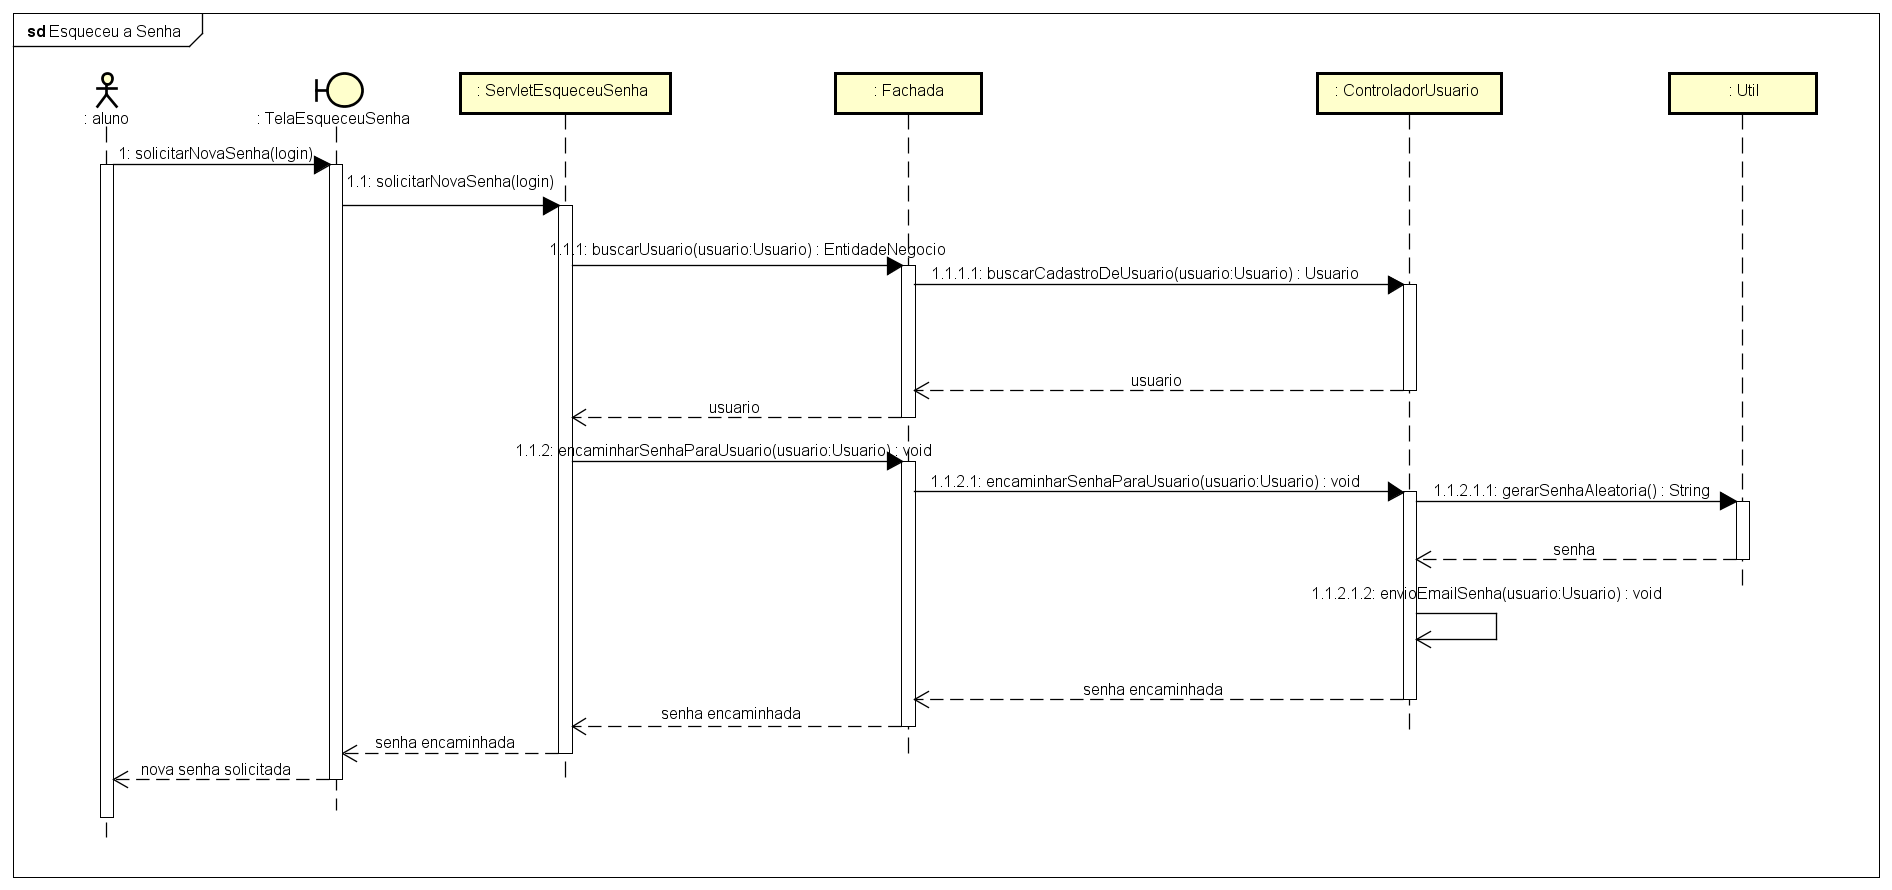 sd Esqueceu a Senha
: aluno
: TelaEsqueceuSenha
: ServletEsqueceuSenha
: Fachada
: ControladorUsuario
: Util
1: solicitarNovaSenha(login)
1.1: solicitarNovaSenha(login)
1.1.1: buscarUsuario(usuario:Usuario) : EntidadeNegocio
1.1.1.1: buscarCadastroDeUsuario(usuario:Usuario) : Usuario
usuario
usuario
1.1.2: encaminharSenhaParaUsuario(usuario:Usuario) : void
1.1.2.1: encaminharSenhaParaUsuario(usuario:Usuario) : void
1.1.2.1.1: gerarSenhaAleatoria() : String
senha
1.1.2.1.2: envioEmailSenha(usuario:Usuario) : void
senha encaminhada
senha encaminhada
senha encaminhada
nova senha solicitada